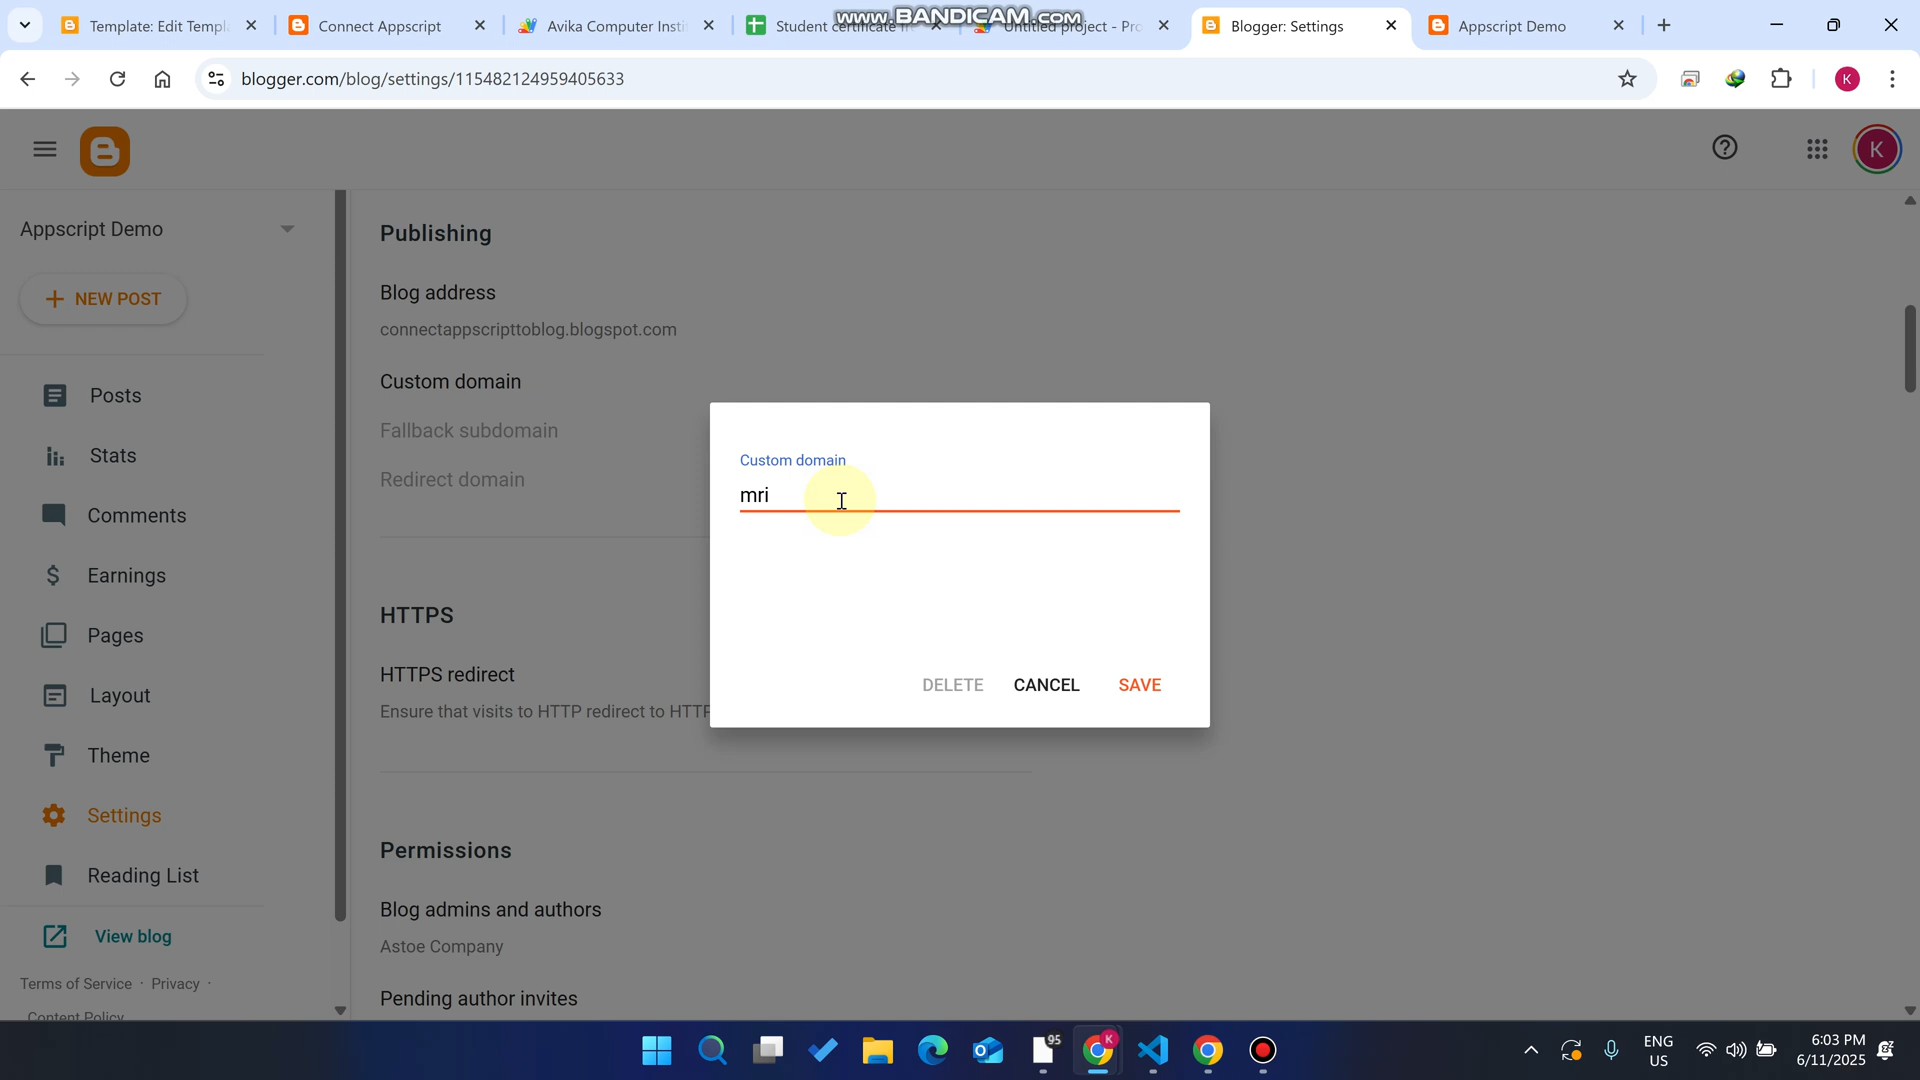 Template: Edit Templ
Connect Appscript
Avika Computer Insti
Student certificate
Untitled project - Pro
Blogger: Settings
Appscript Demo
www.BANDICAM.com
blogger.com/blog/settings/115482124959405633
K
K
Appscript Demo
NEW POST
Posts
Stats
Comments
Earnings
Pages
Layout
Theme
Settings
Reading List
View blog
Terms of Service · Privacy ·
Content Policy
Publishing
Blog address
connectappscripttoblog.blogspot.com
Custom domain
Fallback subdomain
Redirect domain
HTTPS
HTTPS redirect
Ensure that visits to HTTP redirect to HTTP
Permissions
Blog admins and authors
Astoe Company
Pending author invites
Custom domain
mri
DELETE CANCEL SAVE
95
K
ENG
US
6:03 PM
6/11/2025